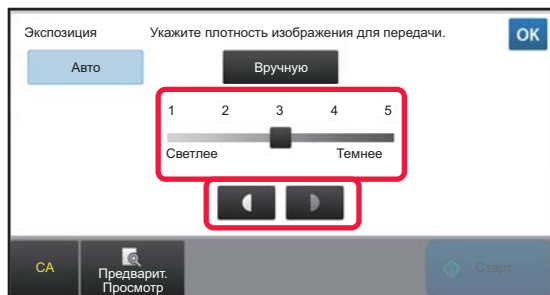 Экспозиция
Укажите плотность изображения для передачи.
OK
Авто
Вручную
1 2 3 4 5
Светлее
Темнее
CA
Предварит.
Просмотр
Старт